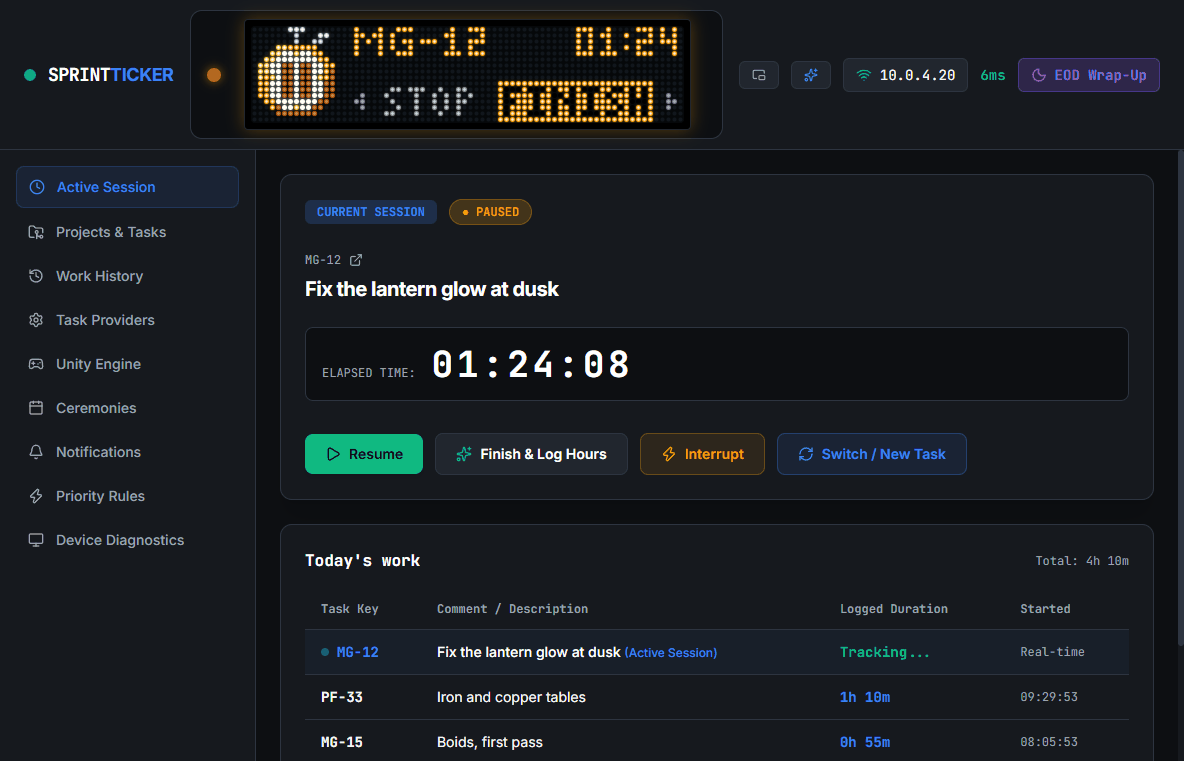 SPRINTTICKER
MG-12 01:24
STOP
10.0.4.20
6ms
EOD Wrap-Up
Active Session
Projects & Tasks
Work History
Task Providers
Unity Engine
Ceremonies
Notifications
Priority Rules
Device Diagnostics
CURRENT SESSION
PAUSED
MG-12
Fix the lantern glow at dusk
ELAPSED TIME: 01:24:08
Resume
Finish & Log Hours
Interrupt
Switch / New Task
Today's work
Total: 4h 10m
Task Key Comment / Description Logged Duration Started
MG-12 Fix the lantern glow at dusk (Active Session) Tracking... Real-time
PF-33 Iron and copper tables 1h 10m 09:29:53
MG-15 Boids, first pass 0h 55m 08:05:53